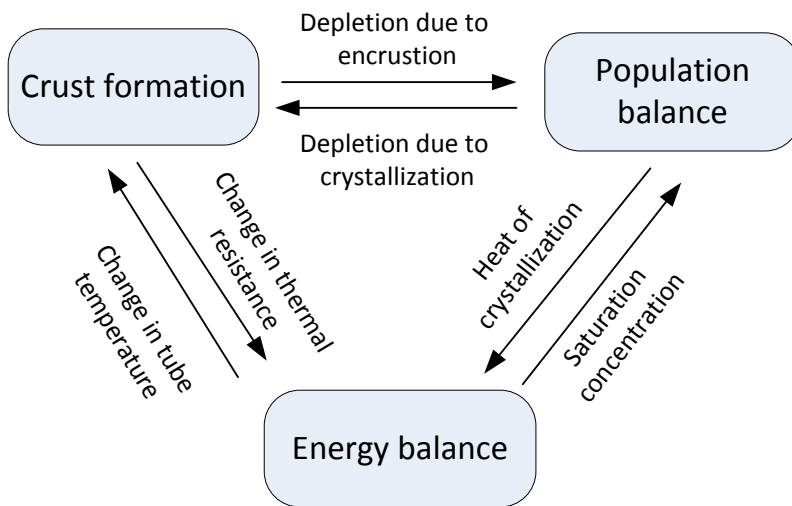 Depletion due to
encrustion
Crust formation
Population
balance
Depletion due to
crystallization
Change in thermal
resistance
Change in tube
temperature
Heat of
crystallization
Saturation
concentration
Energy balance